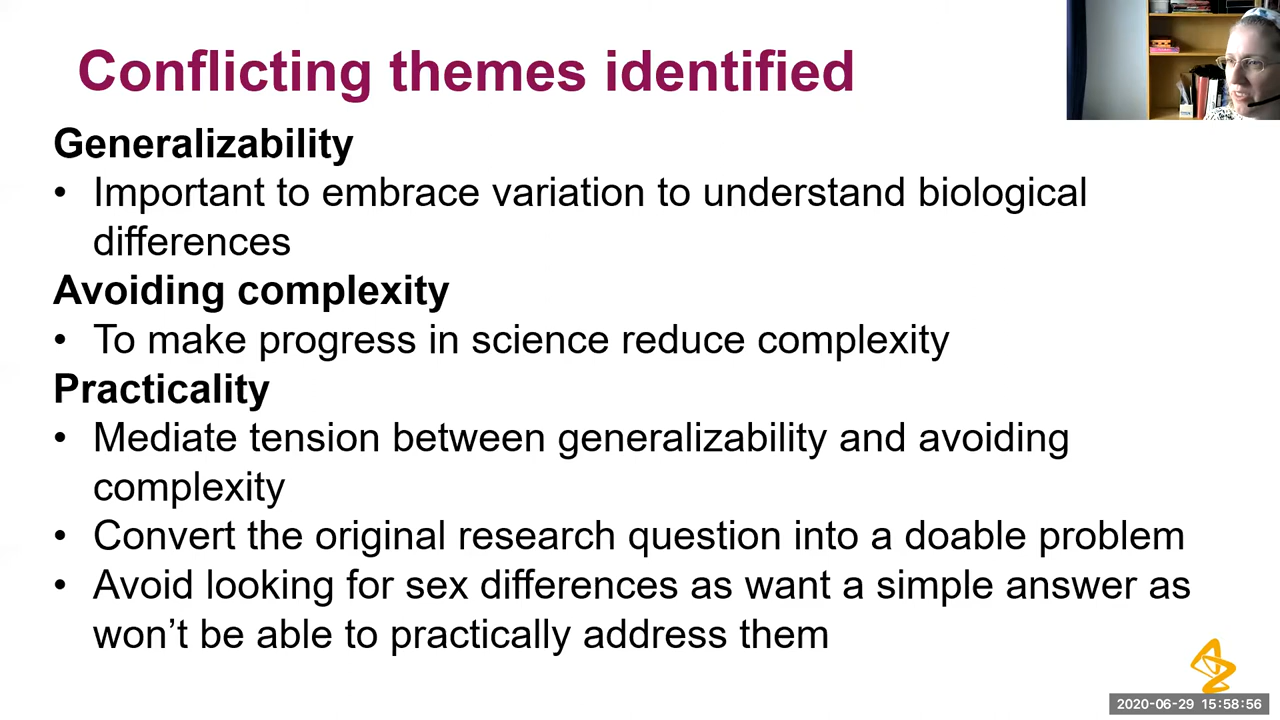 Conflicting themes identified
Generalizability
• Important to embrace variation to understand biological
differences
Avoiding complexity
• To make progress in science reduce complexity
Practicality
• Mediate tension between generalizability and avoiding
complexity
• Convert the original research question into a doable problem
• Avoid looking for sex differences as want a simple answer as
won’t be able to practically address them
2020-06-29 15:58:56